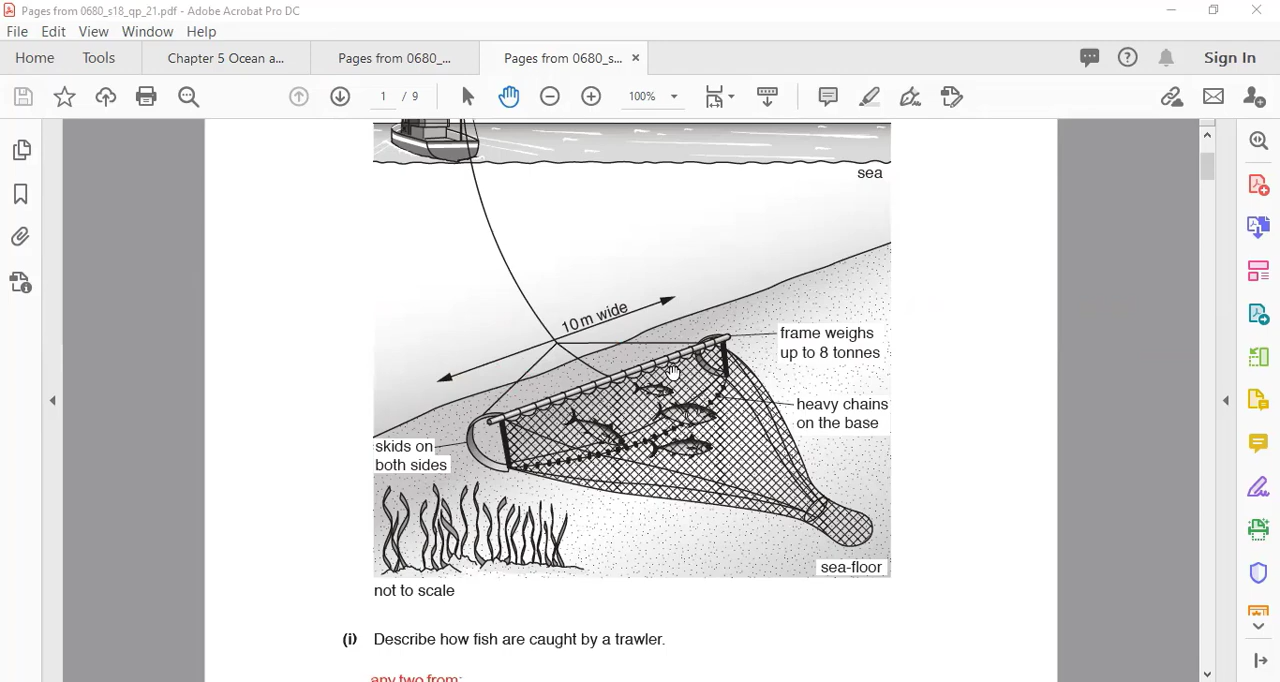 Pages from 0680_s18_qp_21.pdf - Adobe Acrobat Pro DC
File Edit View Window Help
Home Tools Chapter 5 Ocean a... Pages from 0680_... Pages from 0680_s... × Sign In
1 / 9 100%
sea
10 m wide
frame weighs
up to 8 tonnes
heavy chains
on the base
skids on
both sides
sea-floor
not to scale
(i) Describe how fish are caught by a trawler.
any two from: